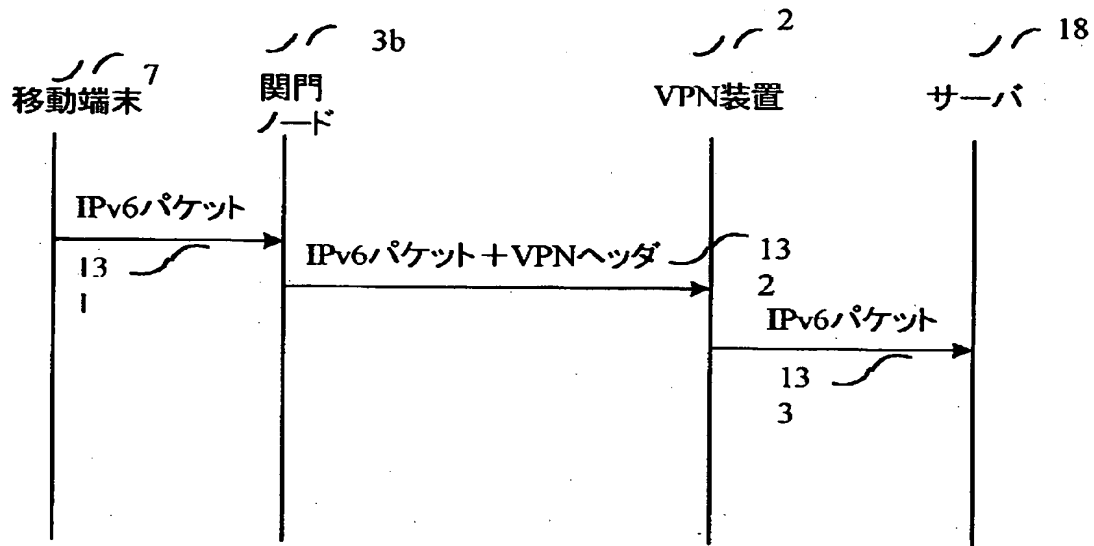 7
移動端末
3b
関門
ノード
2
VPN装置
18
サーバ
IPv6パケット
13
1
IPv6パケット+VPNヘッダ
13
2
IPv6パケット
13
3